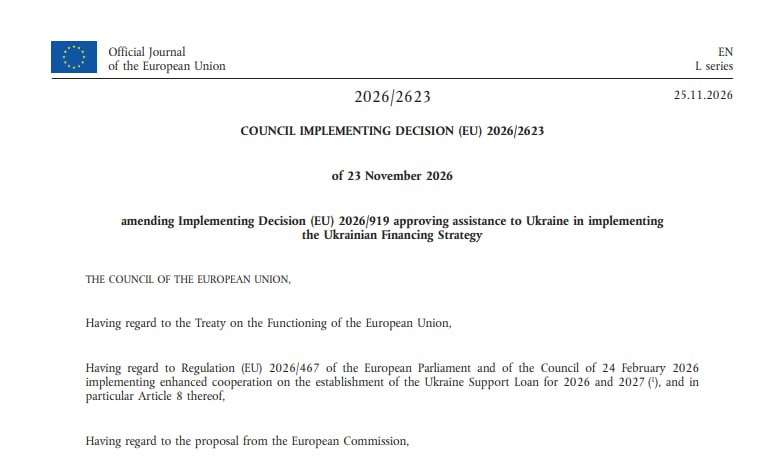 Official Journal
of the European Union
EN
L series
2026/2623
25.11.2026
COUNCIL IMPLEMENTING DECISION (EU) 2026/2623
of 23 November 2026
amending Implementing Decision (EU) 2026/919 approving assistance to Ukraine in implementing
the Ukrainian Financing Strategy
THE COUNCIL OF THE EUROPEAN UNION,
Having regard to the Treaty on the Functioning of the European Union,
Having regard to Regulation (EU) 2026/467 of the European Parliament and of the Council of 24 February 2026
implementing enhanced cooperation on the establishment of the Ukraine Support Loan for 2026 and 2027 (¹), and in
particular Article 8 thereof,
Having regard to the proposal from the European Commission,